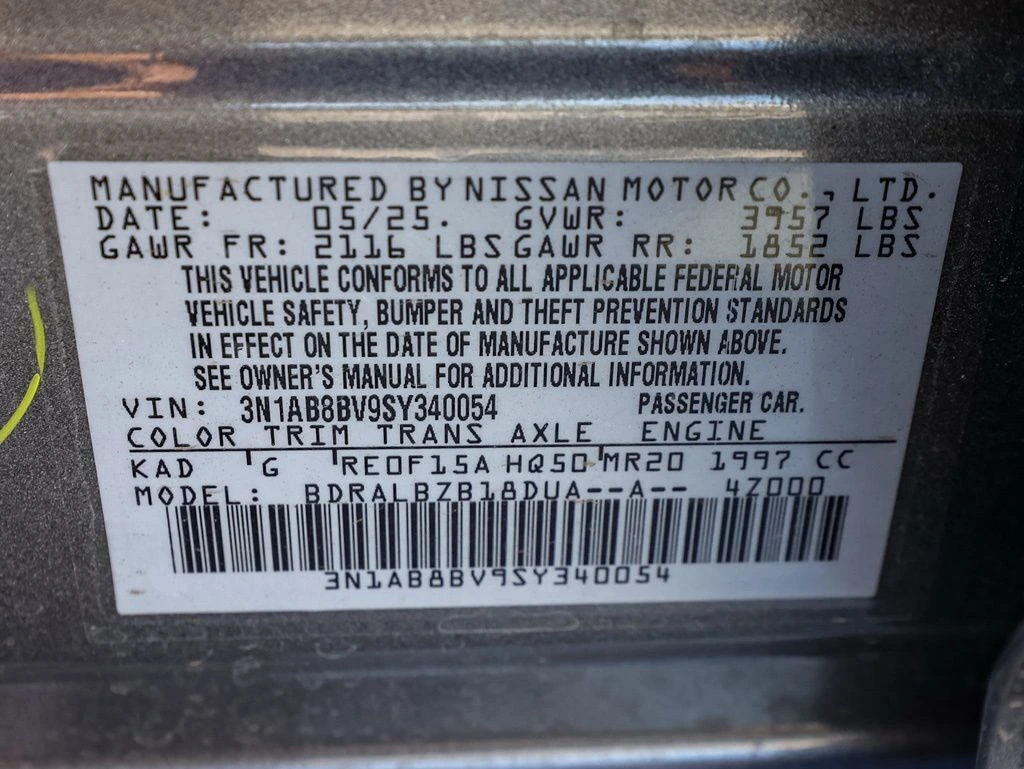 MANUFACTURED BY NISSAN MOTOR CO., LTD.
DATE: 05/25. GVWR: 3957 LBS
GAWR FR: 2116 LBS GAWR RR: 1852 LBS
THIS VEHICLE CONFORMS TO ALL APPLICABLE FEDERAL MOTOR
VEHICLE SAFETY, BUMPER AND THEFT PREVENTION STANDARDS
IN EFFECT ON THE DATE OF MANUFACTURE SHOWN ABOVE.
SEE OWNER'S MANUAL FOR ADDITIONAL INFORMATION.
VIN: 3N1AB8BV9SY340054 PASSENGER CAR.
COLOR TRIM TRANS AXLE ENGINE
KAD G RE0F15A HQ50 MR20 1997 CC
MODEL: BDRALBZB18DUA--A-- 4Z000
3N1AB8BV9SY340054